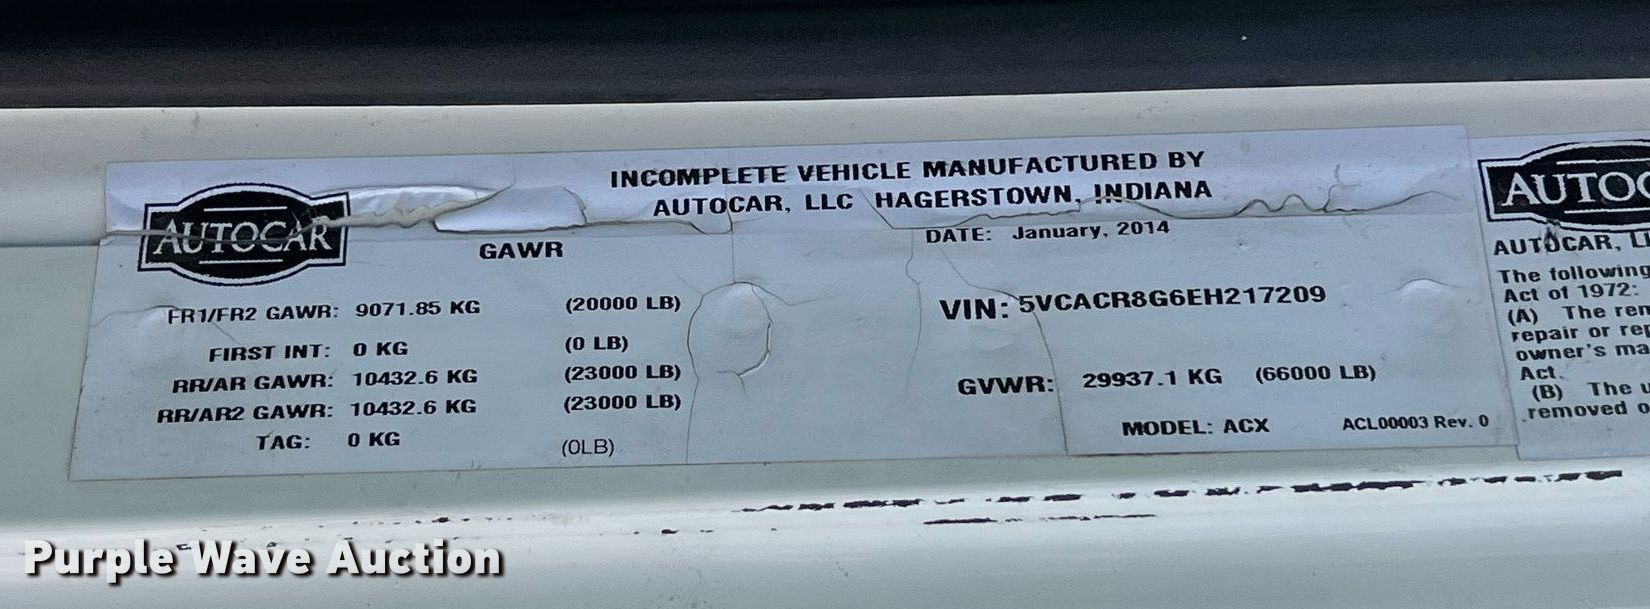 INCOMPLETE VEHICLE MANUFACTURED BY
AUTOCAR, LLC HAGERSTOWN, INDIANA
AUTOCAR
GAWR
DATE: January, 2014
FR1/FR2 GAWR: 9071.85 KG (20000 LB)
VIN: 5VCACR8G6EH217209
FIRST INT: 0 KG (0 LB)
RR/AR GAWR: 10432.6 KG (23000 LB)
GVWR: 29937.1 KG (66000 LB)
RR/AR2 GAWR: 10432.6 KG (23000 LB)
TAG: 0 KG (0LB)
MODEL: ACX ACL00003 Rev. 0
AUTOCAR,
The following
Act of 1972:
(A) The
repair or
owner's
Act.
(B) The
removed
Purple Wave Auction